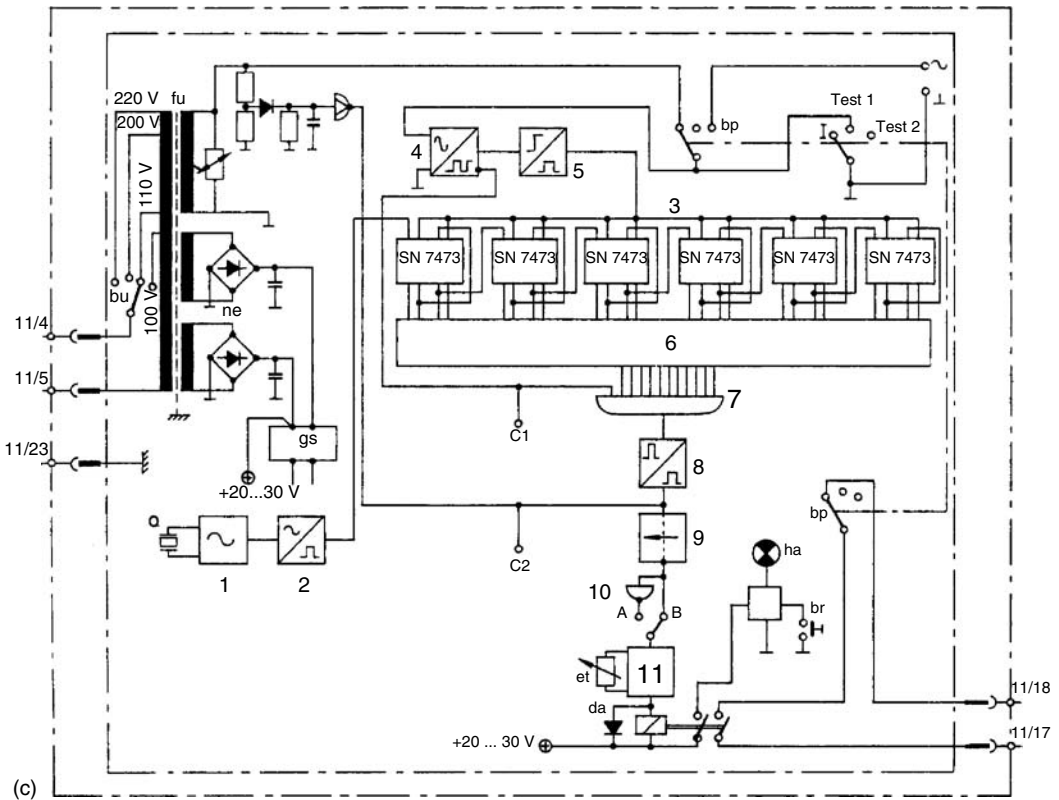 220 V fu
200 V
110 V
100 V
bu
ne
11/4
11/5
11/23
gs
+20...30 V
Q
1
2
4
5
bp
Test 1
I
Test 2
3
SN 7473
SN 7473
SN 7473
SN 7473
SN 7473
SN 7473
6
7
C1
8
C2
9
10
A
B
11
et
da
+20 ... 30 V
bp
ha
br
11/18
11/17
(c)